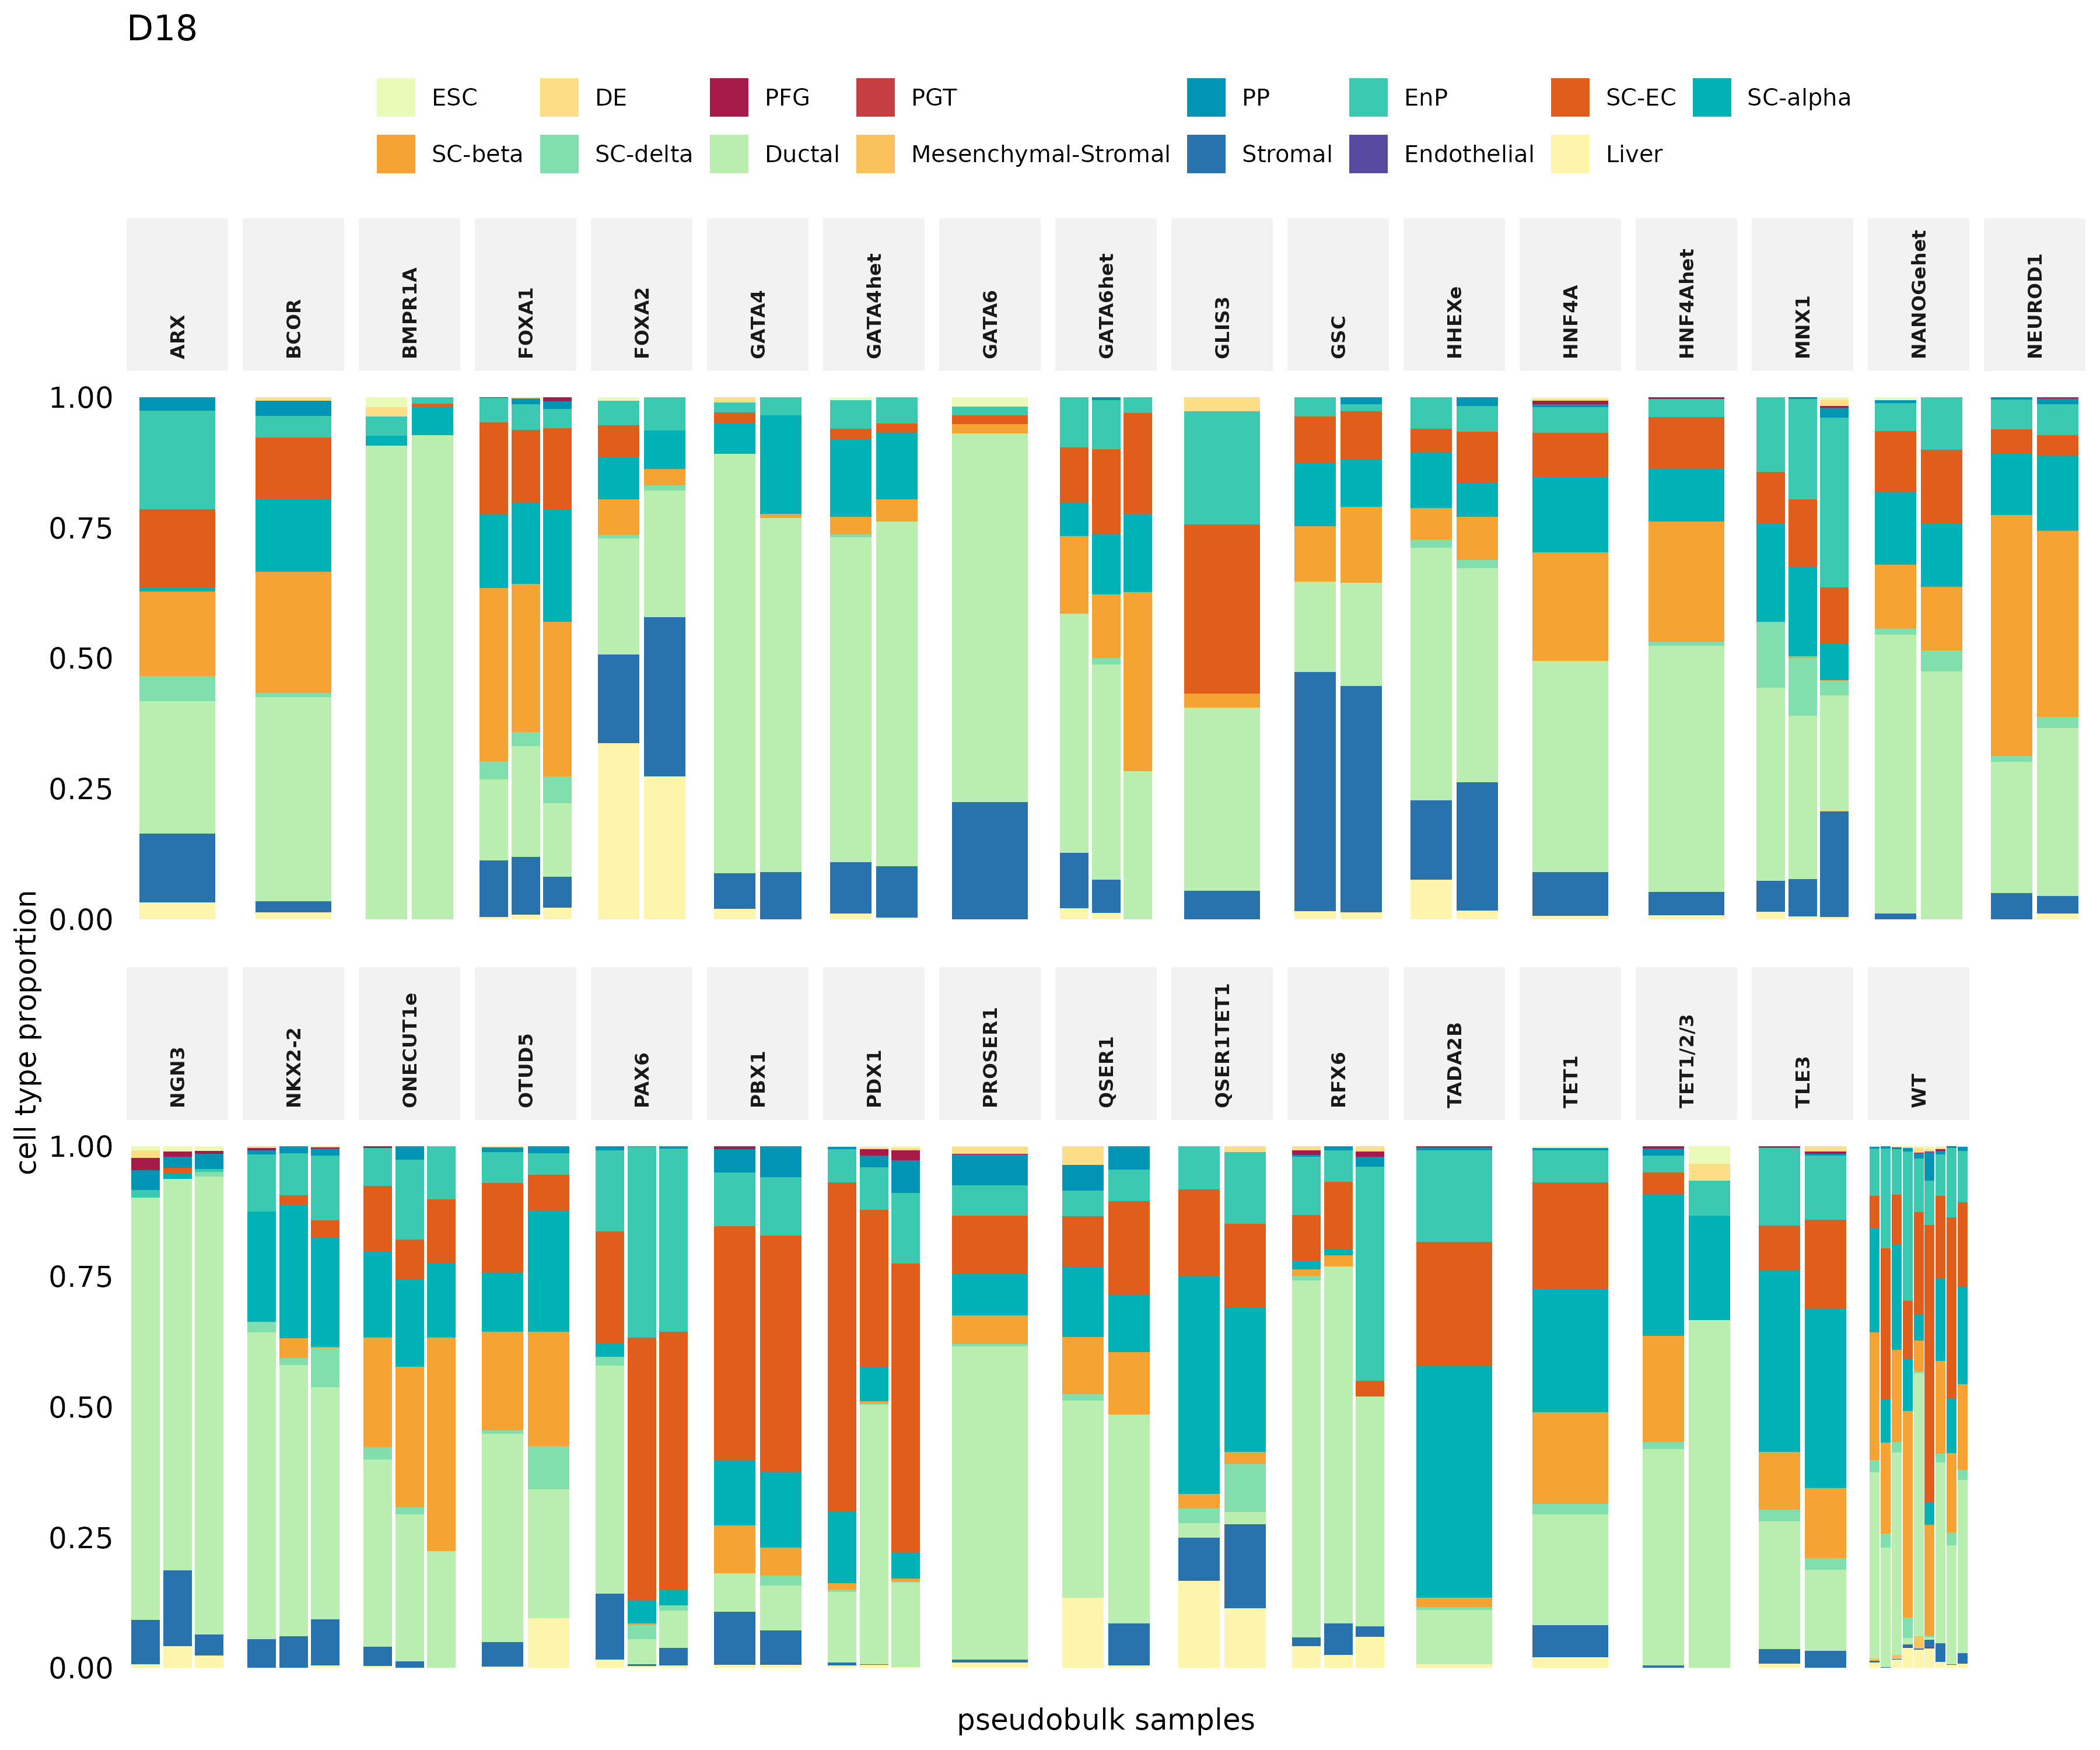 D18
ESC DE PFG PGT PP EnP SC-EC SC-alpha
SC-beta SC-delta Ductal Mesenchymal-Stromal Stromal Endothelial Liver
ARX BCOR BMPR1A FOXA1 FOXA2 GATA4 GATA4het GATA6 GATA6het GLIS3 GSC HHEXe HNF4A HNF4Ahet MNX1 NANOGehet NEUROD1
1.00
0.75
0.50
0.25
0.00
cell type proportion
NGN3 NKX2-2 ONECUT1e OTUD5 PAX6 PBX1 PDX1 PROSER1 QSER1 QSER1TET1 RFX6 TADA2B TET1 TET1/2/3 TLE3 WT
1.00
0.75
0.50
0.25
0.00
pseudobulk samples